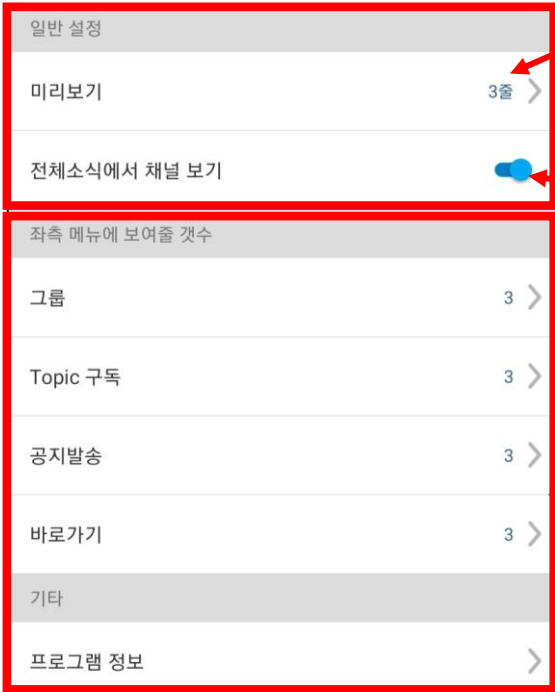 일반 설정
미리보기 3줄
전체소식에서 채널 보기
좌측 메뉴에 보여줄 갯수
그룹 3
Topic 구독 3
공지발송 3
바로가기 3
기타
프로그램 정보